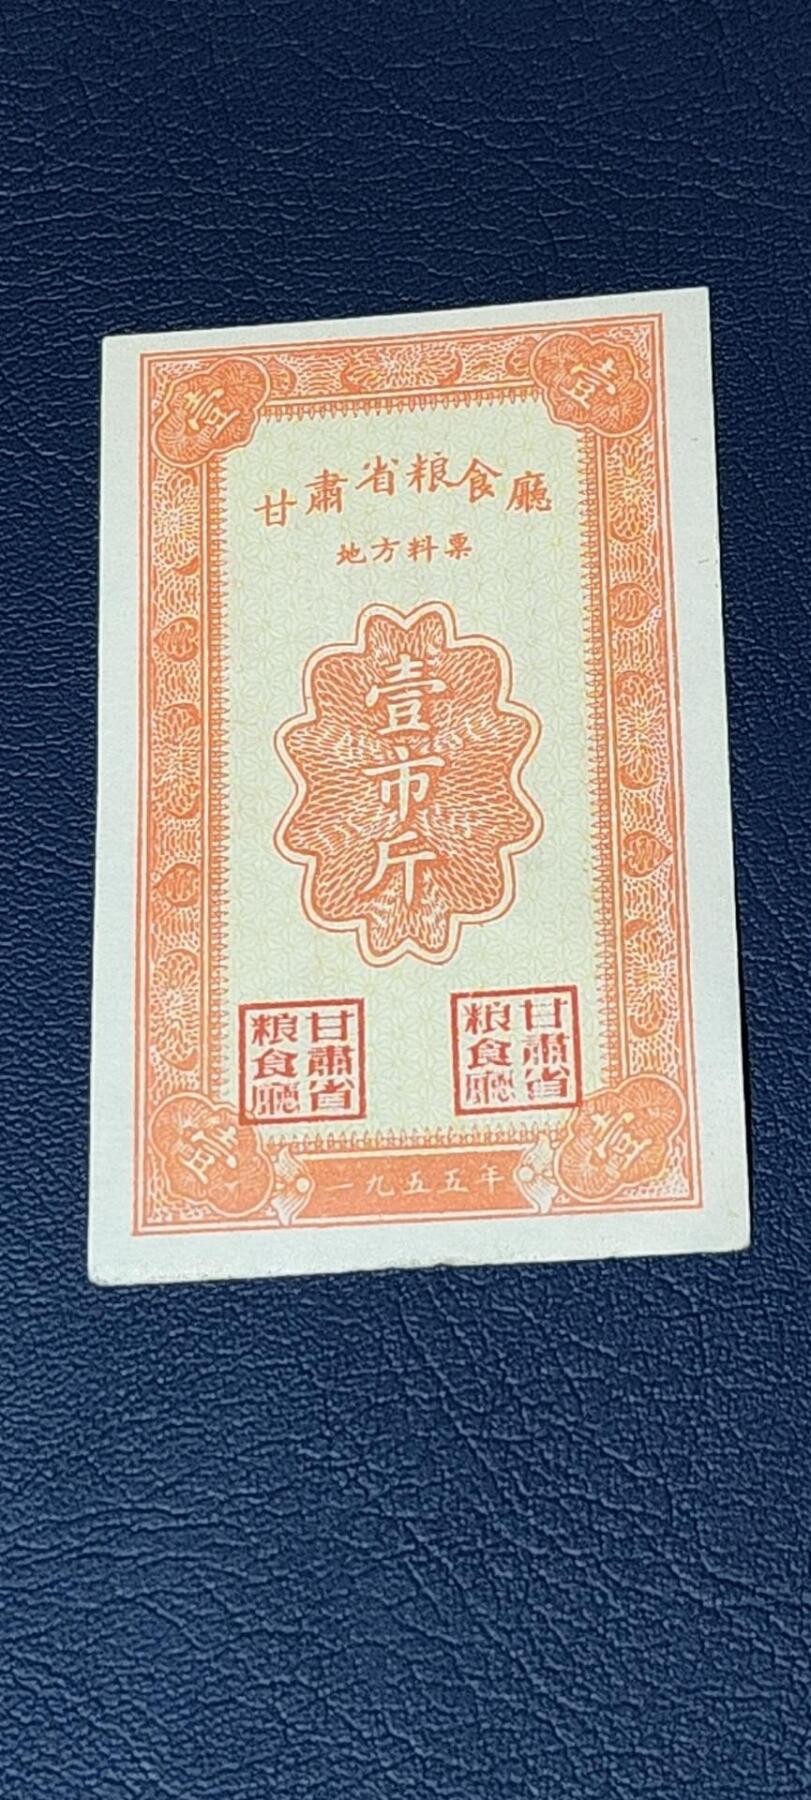 壹 壹
甘肅省粮食廳
地方料票
壹市斤
甘肅省粮食廳
甘肅省粮食廳
壹 壹
一九五五年